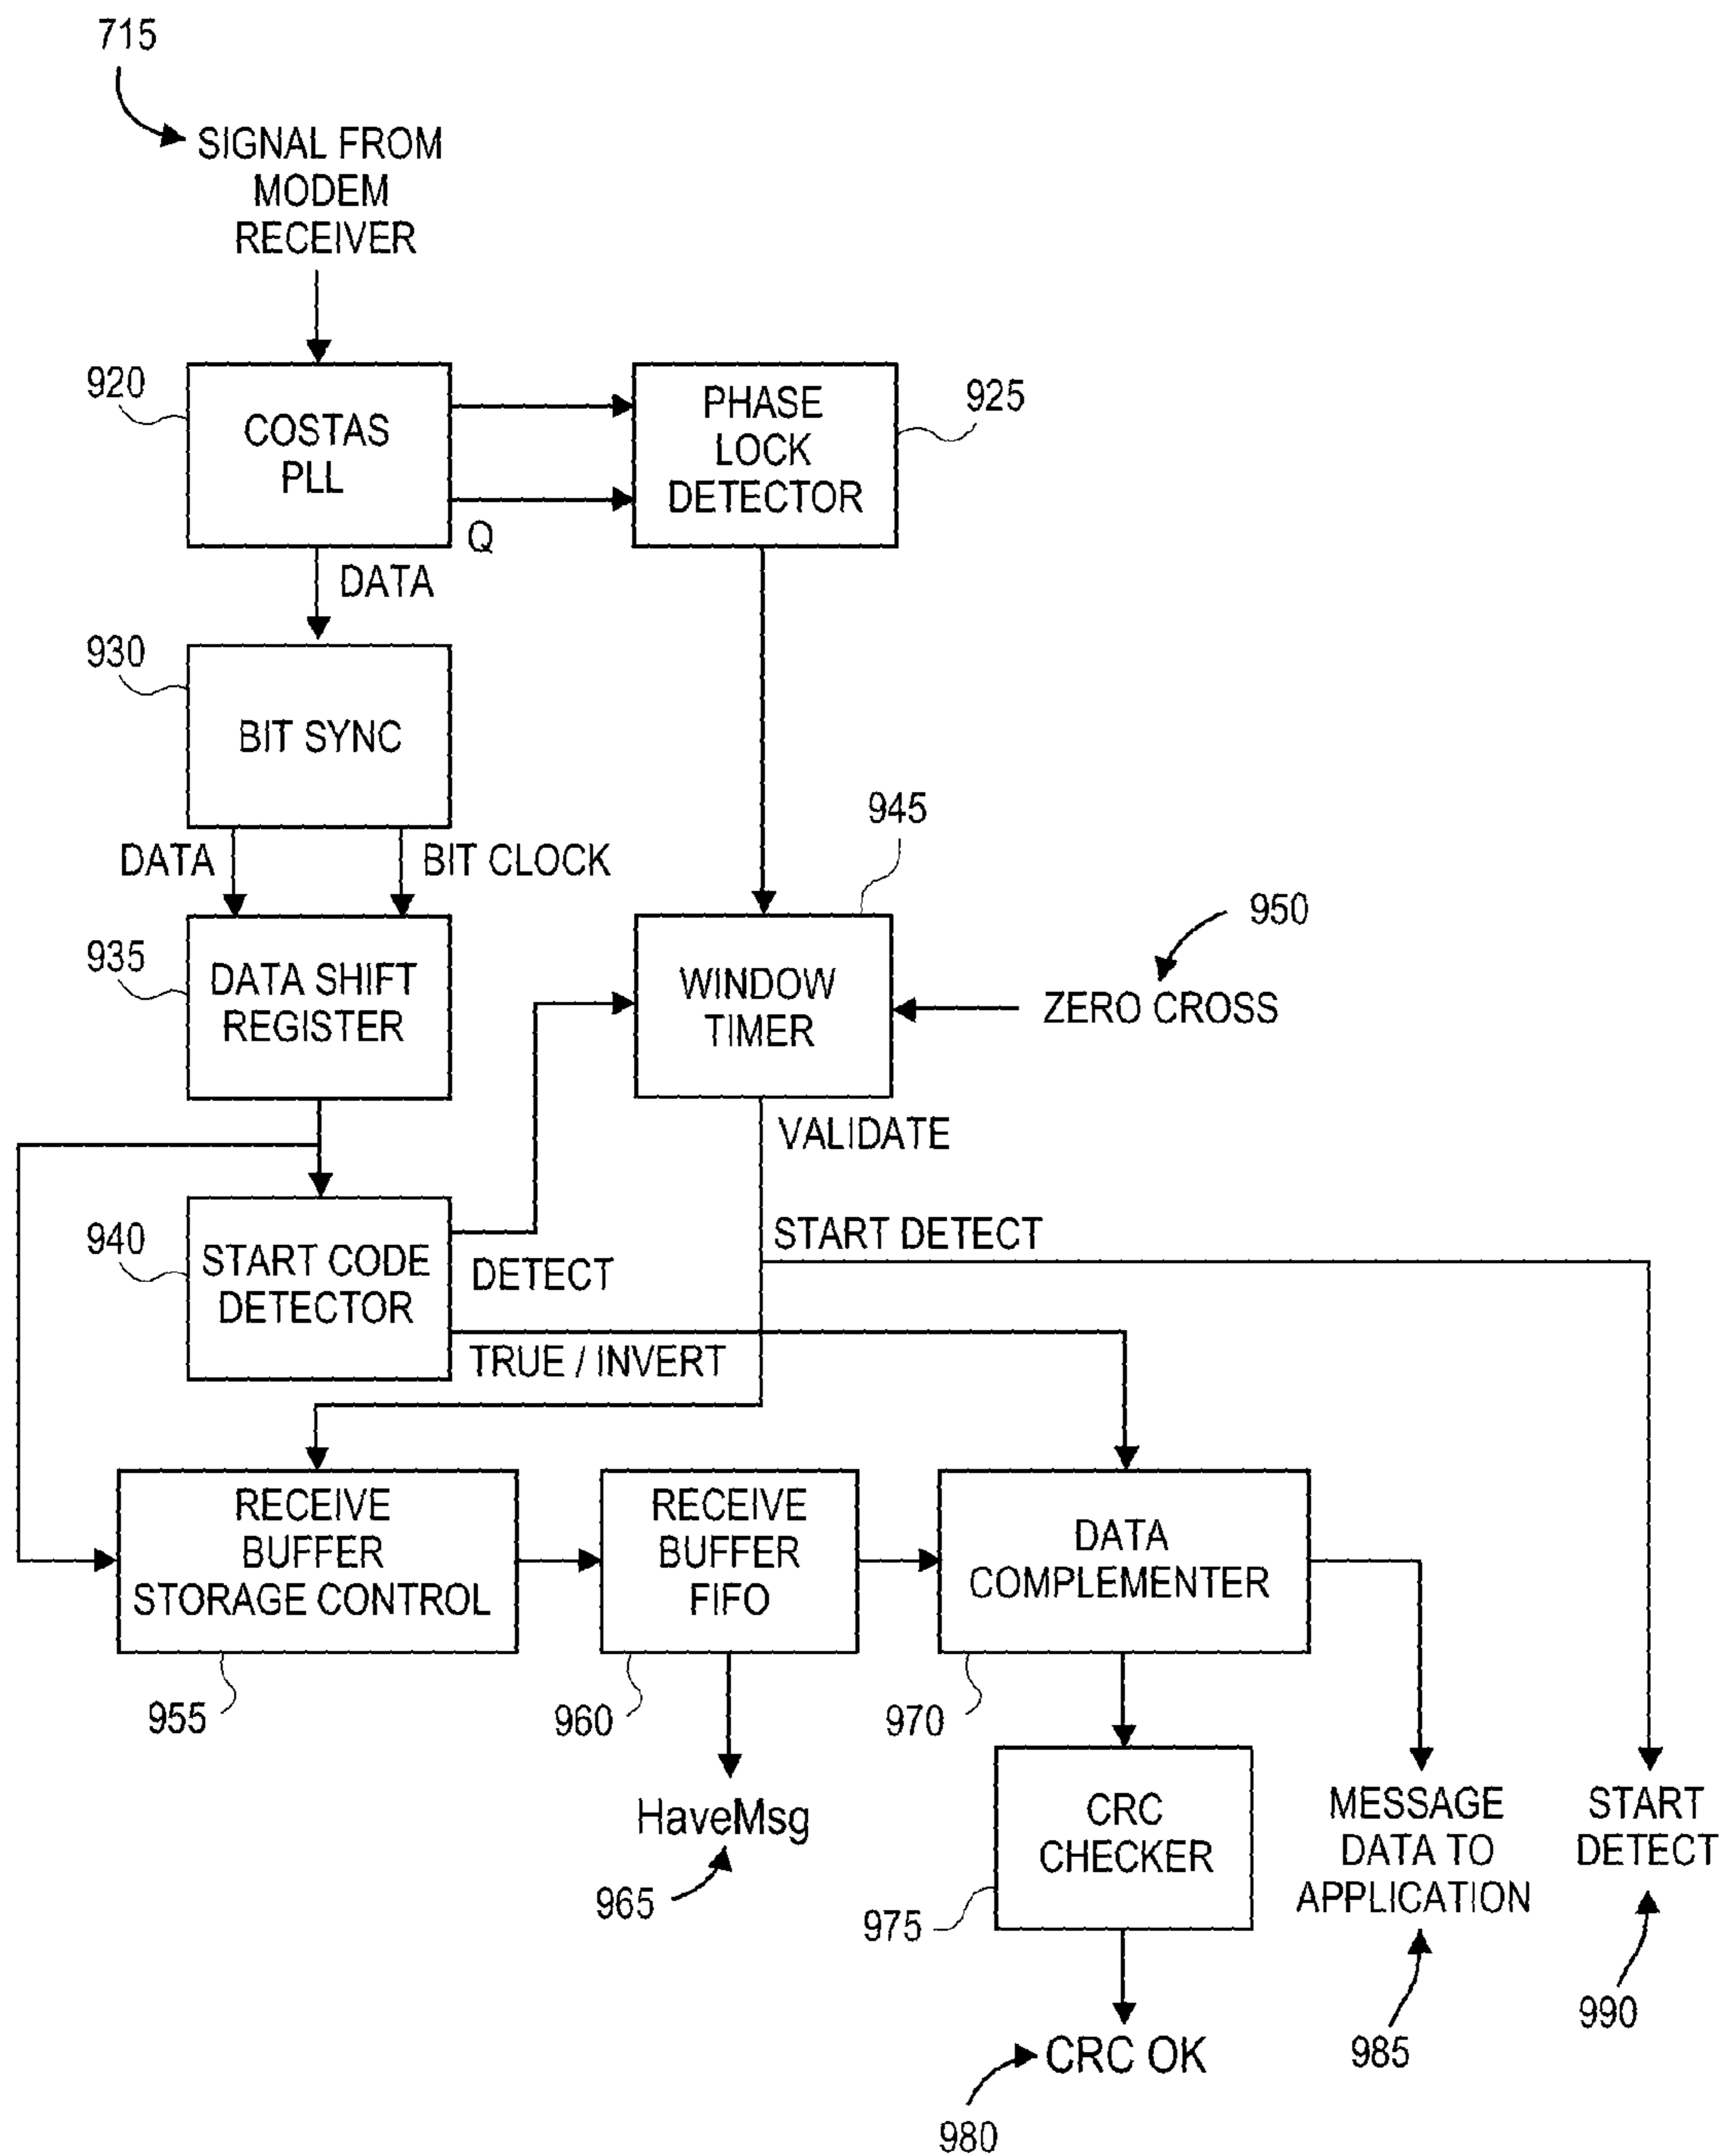 715
SIGNAL FROM
MODEM
RECEIVER
920
COSTAS
PLL
PHASE
LOCK
DETECTOR
925
Q
DATA
930
BIT SYNC
DATA
BIT CLOCK
945
950
935
DATA SHIFT
REGISTER
WINDOW
TIMER
ZERO CROSS
VALIDATE
940
START CODE
DETECTOR
DETECT
START DETECT
TRUE / INVERT
RECEIVE
BUFFER
STORAGE CONTROL
RECEIVE
BUFFER
FIFO
DATA
COMPLEMENTER
955
960
970
HaveMsg
965
CRC
CHECKER
975
MESSAGE
DATA TO
APPLICATION
START
DETECT
985
990
CRC OK
980